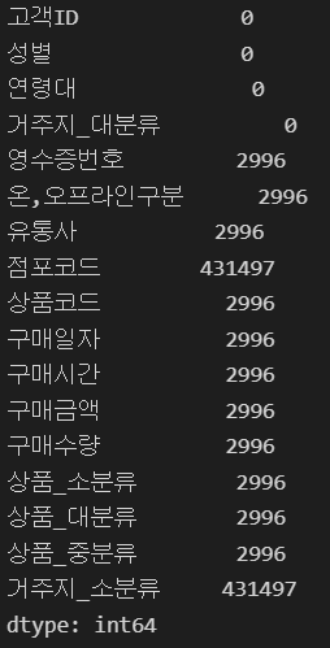 고객ID 0
성별 0
연령대 0
거주지_대분류 0
영수증번호 2996
온,오프라인구분 2996
유통사 2996
점포코드 431497
상품코드 2996
구매일자 2996
구매시간 2996
구매금액 2996
구매수량 2996
상품_소분류 2996
상품_대분류 2996
상품_중분류 2996
거주지_소분류 431497
dtype: int64